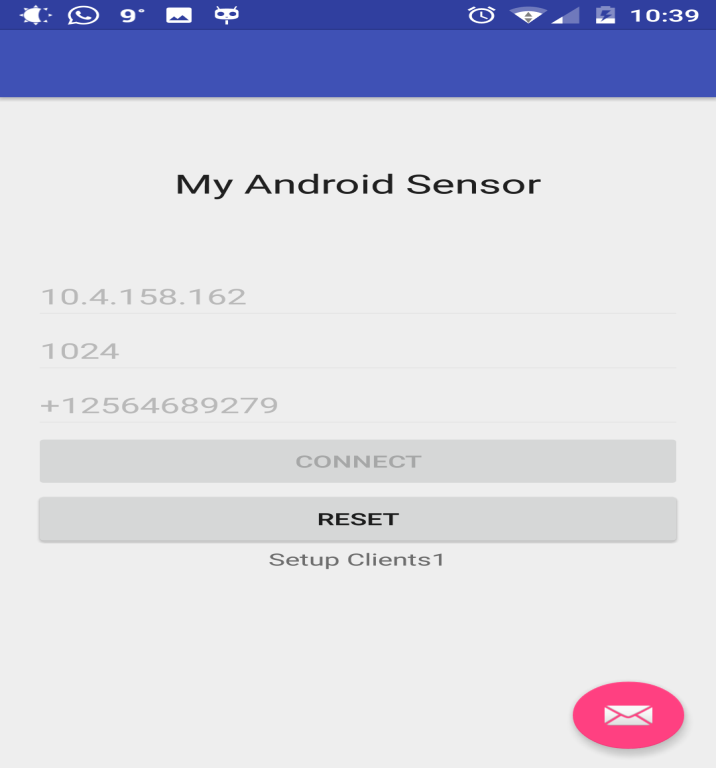 9° 10:39
My Android Sensor
10.4.158.162
1024
+12564689279
CONNECT
RESET
Setup Clients1